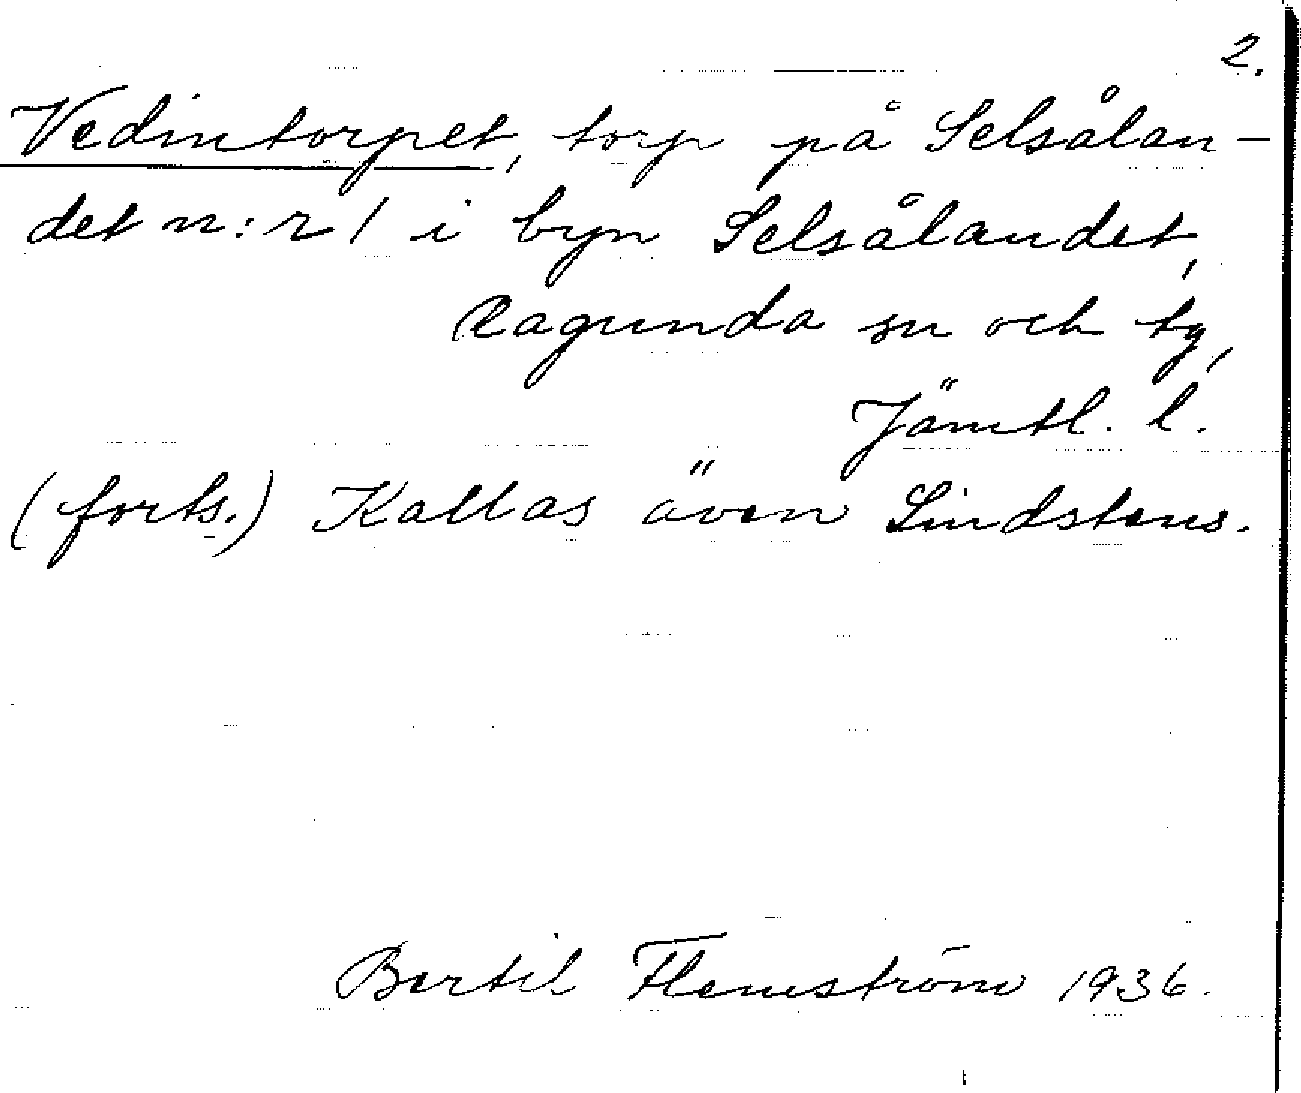 2.
Vedintorpet, torp på Selsålan-
det n:r 1 i byn Selsålandet,
Ragunda sn och tg,
Jämtl. l.
(forts.) Kallas även Lindstens.
Bertil Flemström 1936.